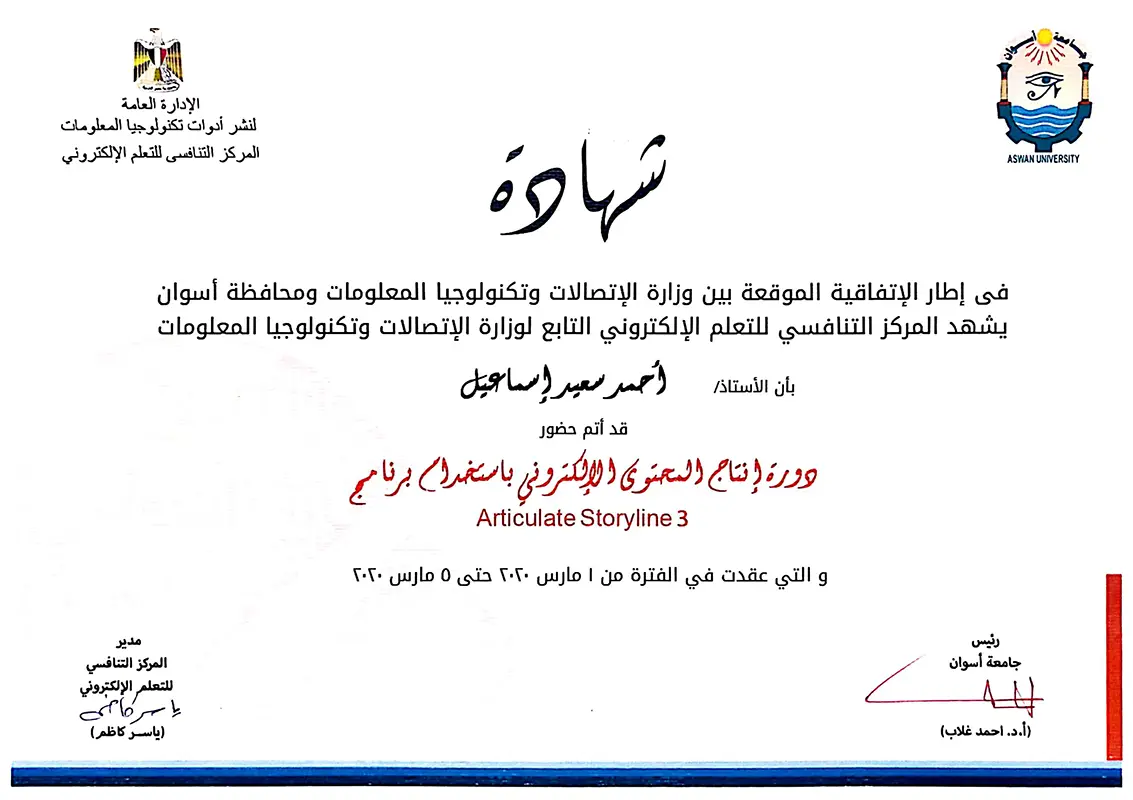 جامعة أسوان
ASWAN UNIVERSITY
الإدارة العامة
لنشر أدوات تكنولوجيا المعلومات
المركز التنافسى للتعلم الإلكتروني
شهادة
فى إطار الإتفاقية الموقعة بين وزارة الإتصالات وتكنولوجيا المعلومات ومحافظة أسوان
يشهد المركز التنافسي للتعلم الإلكتروني التابع لوزارة الإتصالات وتكنولوجيا المعلومات
بأن الأستاذ/ أحمد سعيد إسماعيل
قد أتم حضور
دورة إنتاج المحتوى الإلكتروني باستخدام برنامج
Articulate Storyline 3
و التي عقدت في الفترة من ١ مارس ٢٠٢٠ حتى ٥ مارس ٢٠٢٠
رئيس
جامعة أسوان
(أ.د. احمد غلاب)
مدير
المركز التنافسي
للتعلم الإلكتروني
ياسر كاظم
(ياسر كاظم)